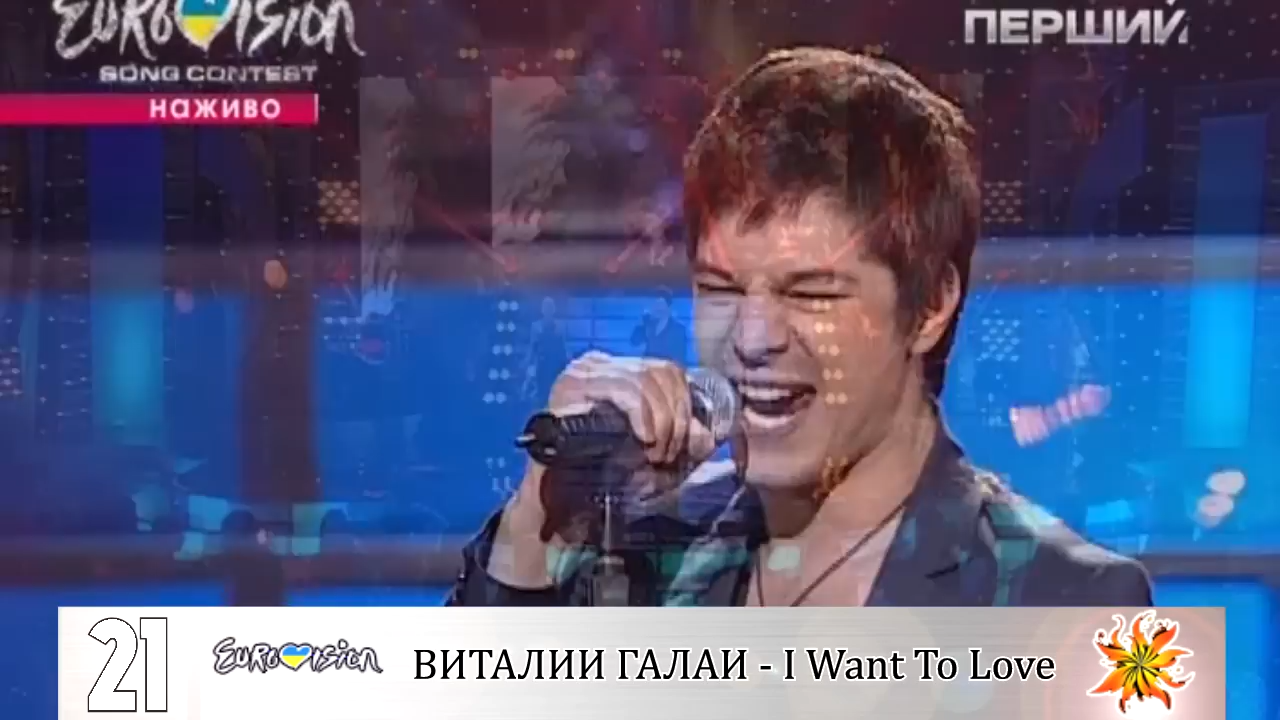 EUROVISION
SONG CONTEST
ПЕРШИЙ
наживо
21
EUROVISION
ВИТАЛИИ ГАЛАИ - I Want To Love